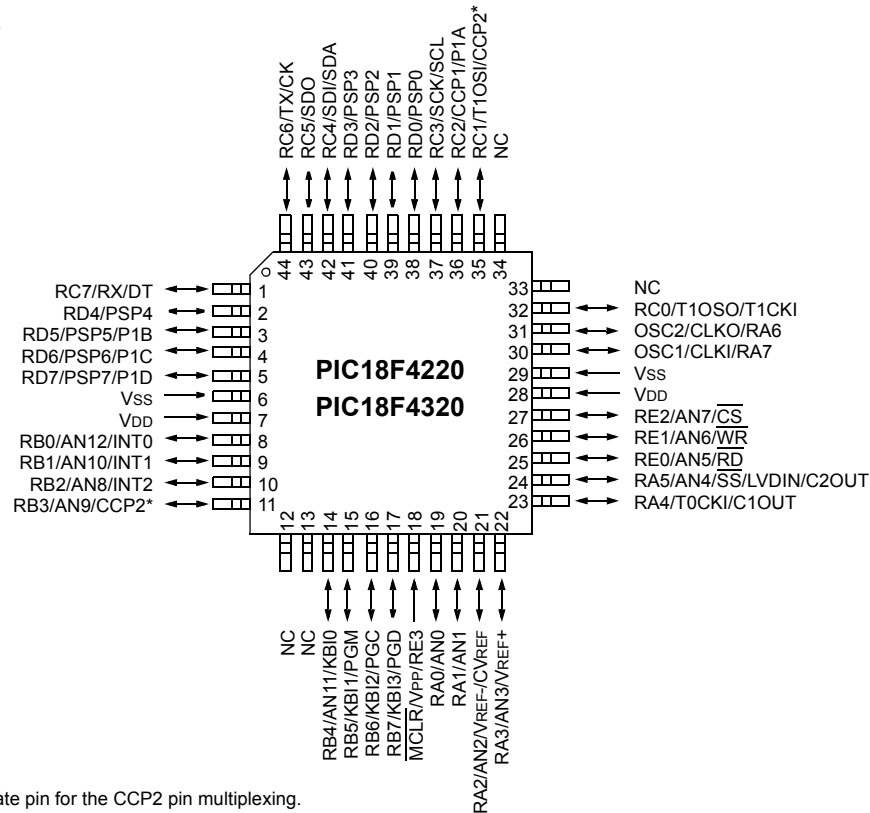 RC6/TX/CK
RC5/SDO
RC4/SDI/SDA
RD3/PSP3
RD2/PSP2
RD1/PSP1
RD0/PSP0
RC3/SCK/SCL
RC2/CCP1/P1A
RC1/T1OSI/CCP2*
NC
44
43
42
41
40
39
38
37
36
35
34
RC7/RX/DT 1
RD4/PSP4 2
RD5/PSP5/P1B 3
RD6/PSP6/P1C 4
RD7/PSP7/P1D 5
VSS 6
VDD 7
RB0/AN12/INT0 8
RB1/AN10/INT1 9
RB2/AN8/INT2 10
RB3/AN9/CCP2* 11
PIC18F4220
PIC18F4320
33 NC
32 RC0/T1OSO/T1CKI
31 OSC2/CLKO/RA6
30 OSC1/CLKI/RA7
29 VSS
28 VDD
27 RE2/AN7/CS
26 RE1/AN6/WR
25 RE0/AN5/RD
24 RA5/AN4/SS/LVDIN/C2OUT
23 RA4/T0CKI/C1OUT
12
13
14
15
16
17
18
19
20
21
22
NC
NC
RB4/AN11/KBI0
RB5/KBI1/PGM
RB6/KBI2/PGC
RB7/KBI3/PGD
MCLR/VPP/RE3
RA0/AN0
RA1/AN1
RA2/AN2/VREF-/CVREF
RA3/AN3/VREF+
ate pin for the CCP2 pin multiplexing.